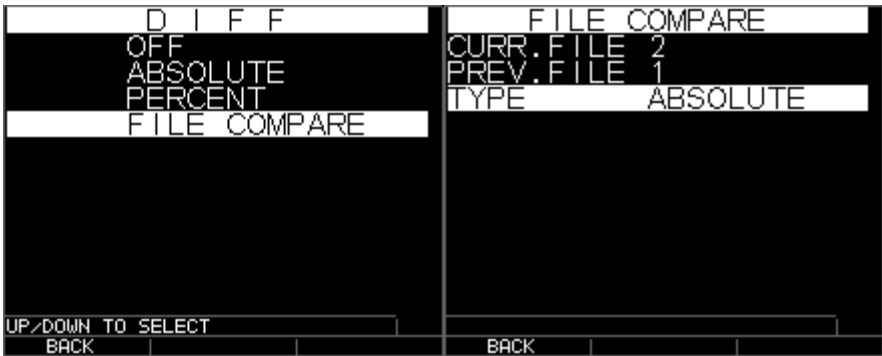 D I F F
OFF
ABSOLUTE
PERCENT
FILE COMPARE
UP/DOWN TO SELECT
BACK
FILE COMPARE
CURR.FILE 2
PREV.FILE 1
TYPE ABSOLUTE
BACK